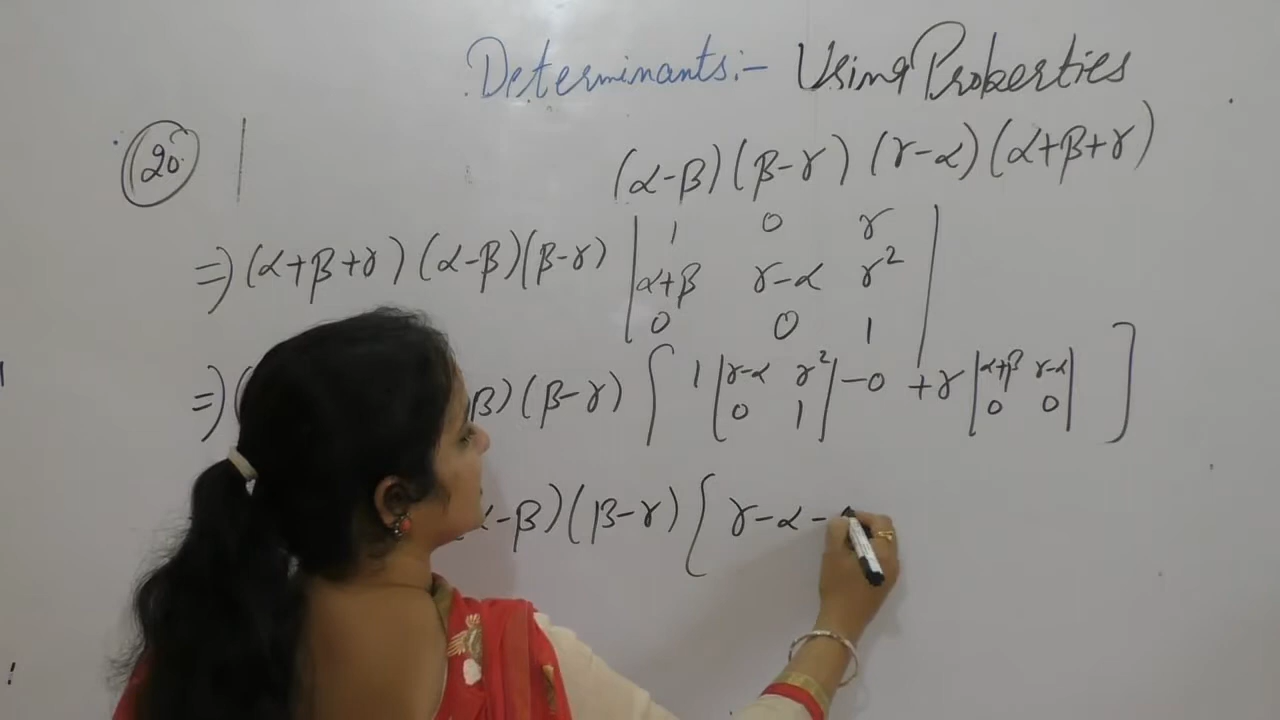 Determinants:- Using Properties
20. | (α-β)(β-γ)(γ-α)(α+β+γ)
⇒ (α+β+γ)(α-β)(β-γ) | 1 0 γ |
| α+β γ-α γ² |
| 0 0 1 |
⇒ ( β)(β-γ) [ 1 | γ-α γ² | -0 +γ | α+β γ-α | ]
| 0 1 | | 0 0 |
α-β)(β-γ) [ γ-α -